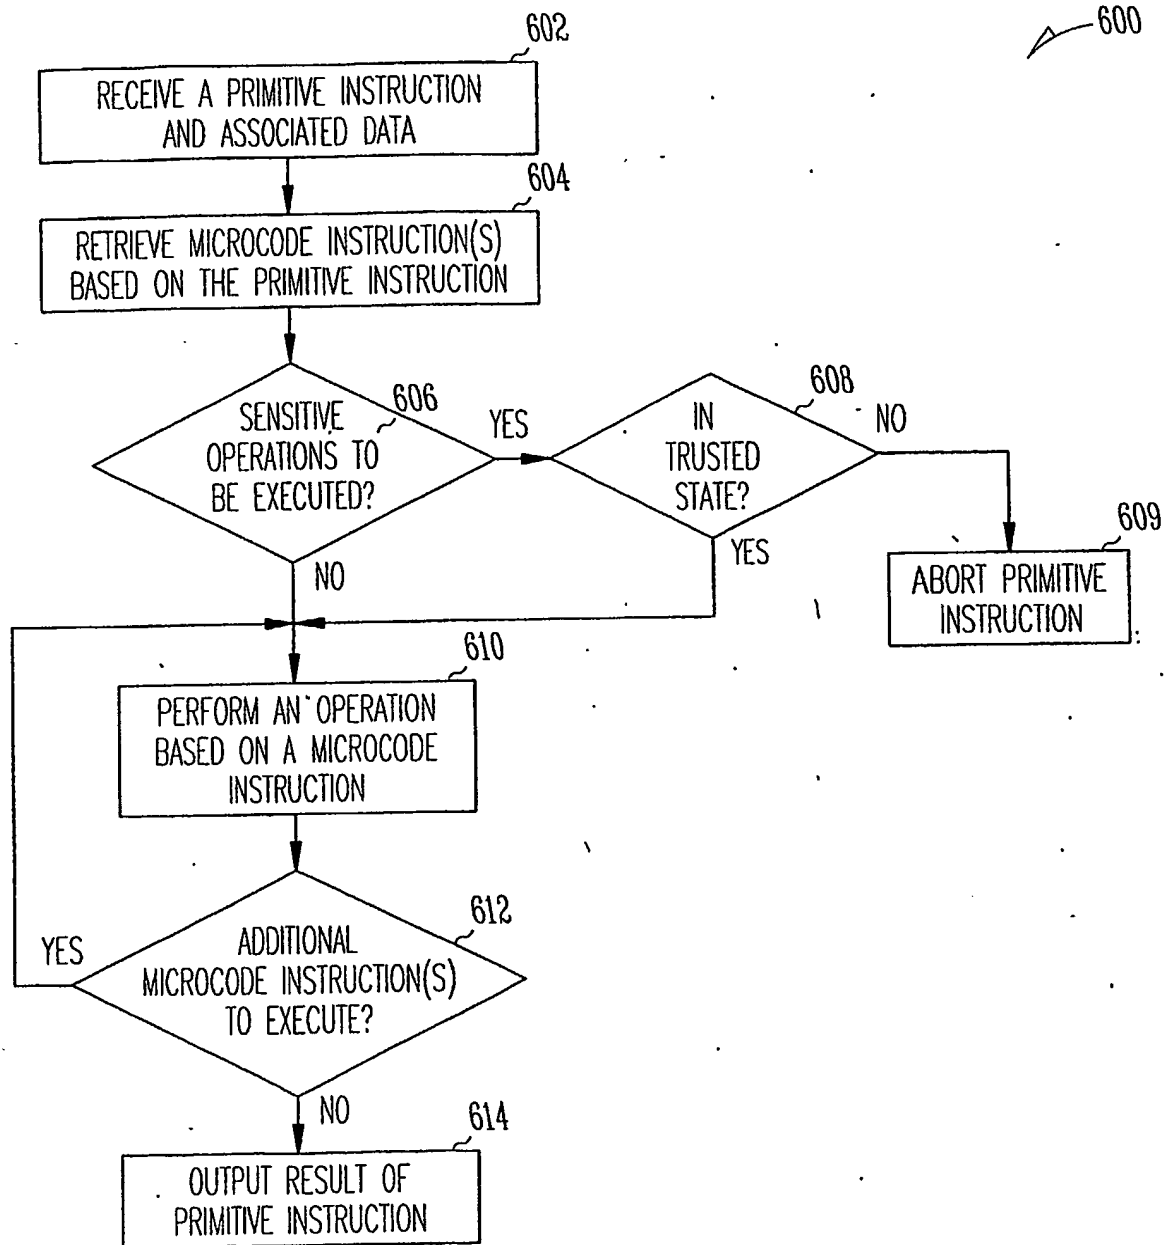 600
602
RECEIVE A PRIMITIVE INSTRUCTION
AND ASSOCIATED DATA
604
RETRIEVE MICROCODE INSTRUCTION(S)
BASED ON THE PRIMITIVE INSTRUCTION
606
SENSITIVE
OPERATIONS TO
BE EXECUTED?
YES
NO
608
IN
TRUSTED
STATE?
NO
YES
609
ABORT PRIMITIVE
INSTRUCTION
610
PERFORM AN OPERATION
BASED ON A MICROCODE
INSTRUCTION
612
ADDITIONAL
MICROCODE INSTRUCTION(S)
TO EXECUTE?
YES
NO
614
OUTPUT RESULT OF
PRIMITIVE INSTRUCTION